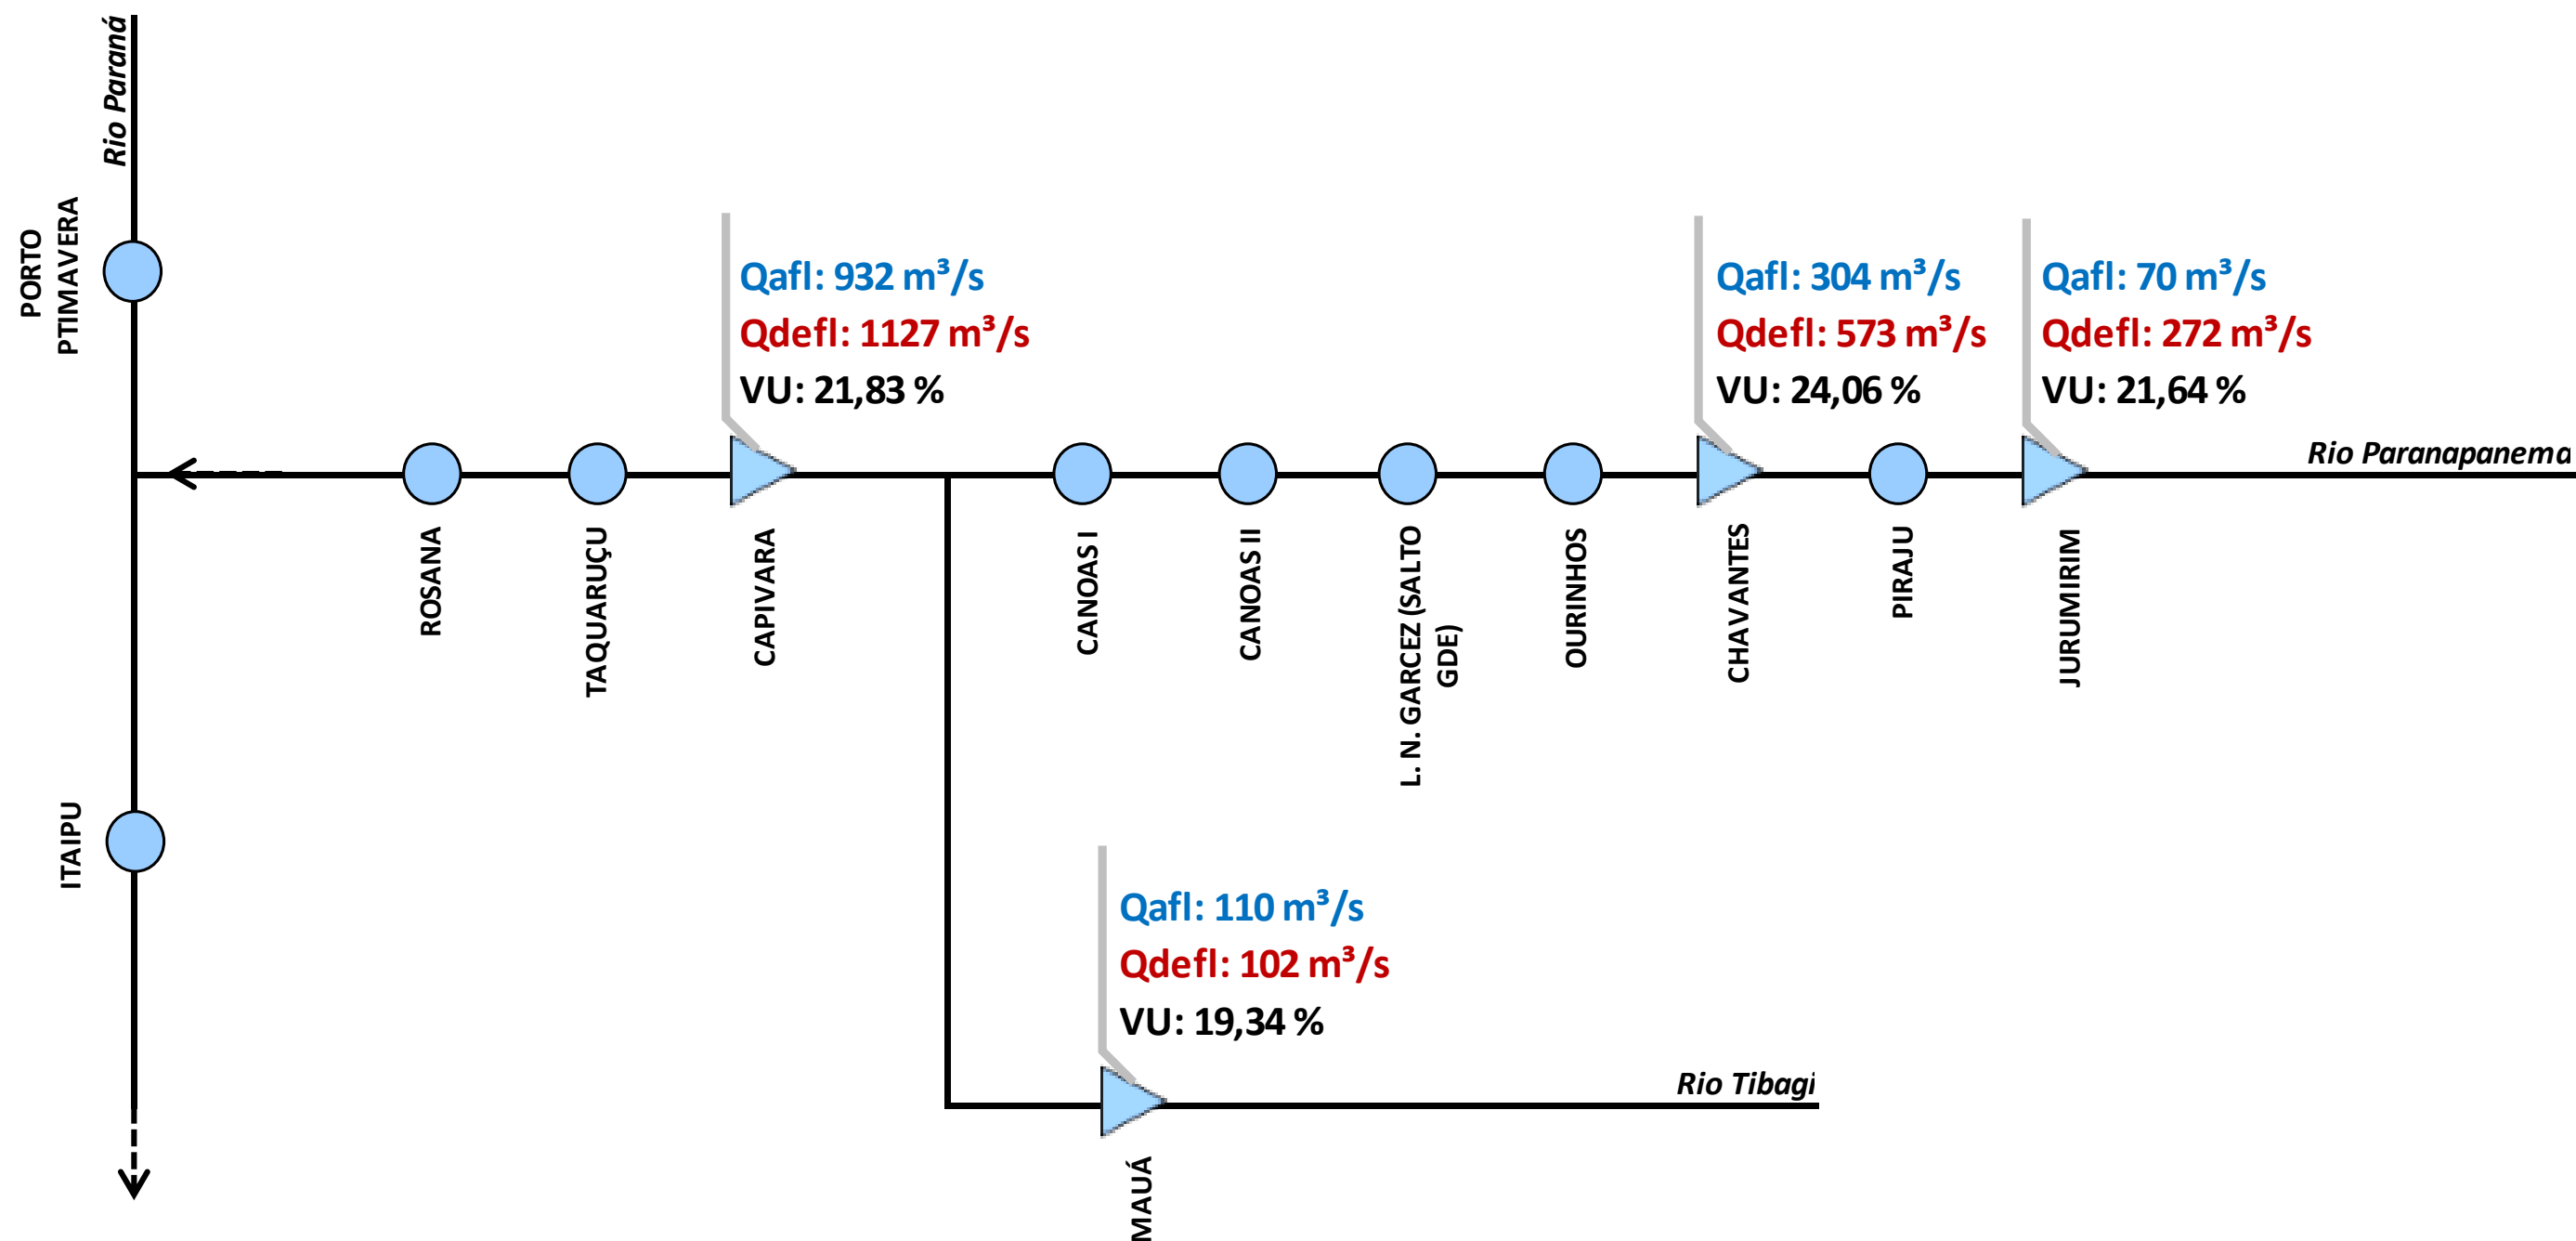 Rio Paraná
PORTO
PTIMAVERA
Qafl: 932 m³/s
Qdefl: 1127 m³/s
VU: 21,83 %
Qafl: 304 m³/s
Qdefl: 573 m³/s
VU: 24,06 %
Qafl: 70 m³/s
Qdefl: 272 m³/s
VU: 21,64 %
Rio Paranapanema
ROSANA
TAQUARUÇU
CAPIVARA
CANOAS I
CANOAS II
L. N. GARCEZ (SALTO
GDE)
OURINHOS
CHAVANTES
PIRAJU
JURUMIRIM
ITAIPU
Qafl: 110 m³/s
Qdefl: 102 m³/s
VU: 19,34 %
Rio Tibagi
MAUÁ